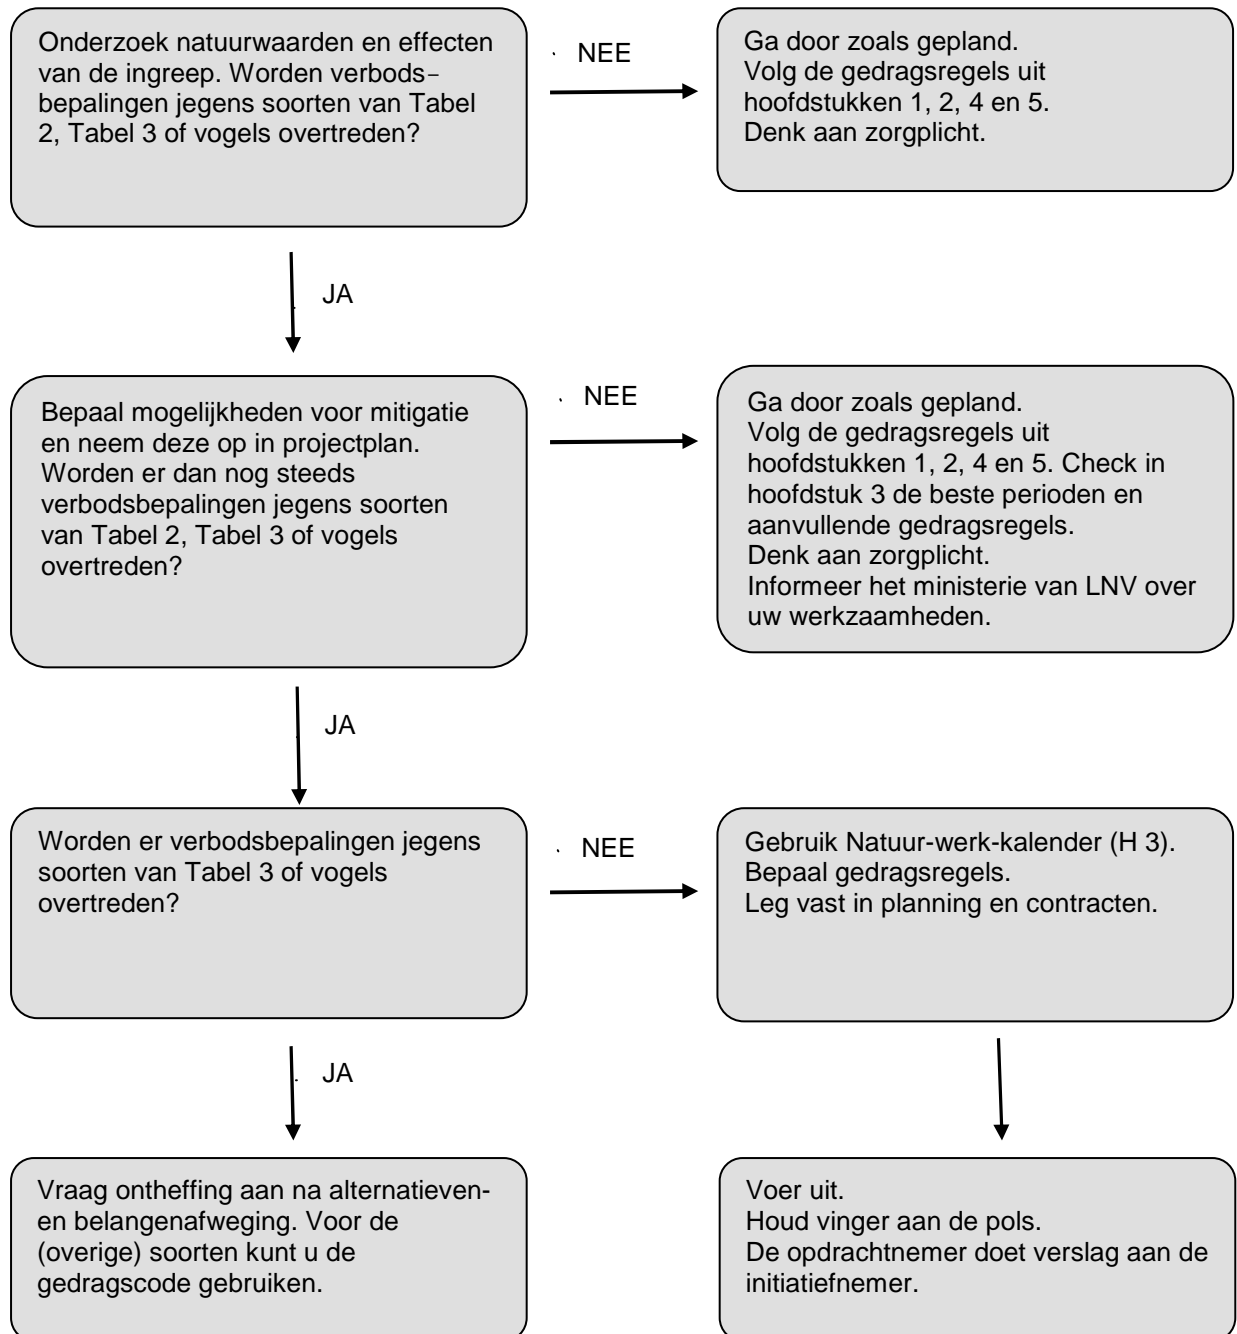 Onderzoek natuurwaarden en effecten
van de ingreep. Worden verbods-
bepalingen jegens soorten van Tabel
2, Tabel 3 of vogels overtreden?
NEE
Ga door zoals gepland.
Volg de gedragsregels uit
hoofdstukken 1, 2, 4 en 5.
Denk aan zorgplicht.
JA
Bepaal mogelijkheden voor mitigatie
en neem deze op in projectplan.
Worden er dan nog steeds
verbodsbepalingen jegens soorten
van Tabel 2, Tabel 3 of vogels
overtreden?
NEE
Ga door zoals gepland.
Volg de gedragsregels uit
hoofdstukken 1, 2, 4 en 5. Check in
hoofdstuk 3 de beste perioden en
aanvullende gedragsregels.
Denk aan zorgplicht.
Informeer het ministerie van LNV over
uw werkzaamheden.
JA
Worden er verbodsbepalingen jegens
soorten van Tabel 3 of vogels
overtreden?
NEE
Gebruik Natuur-werk-kalender (H 3).
Bepaal gedragsregels.
Leg vast in planning en contracten.
JA
Vraag ontheffing aan na alternatieven-
en belangenafweging. Voor de
(overige) soorten kunt u de
gedragscode gebruiken.
Voer uit.
Houd vinger aan de pols.
De opdrachtnemer doet verslag aan de
initiatiefnemer.